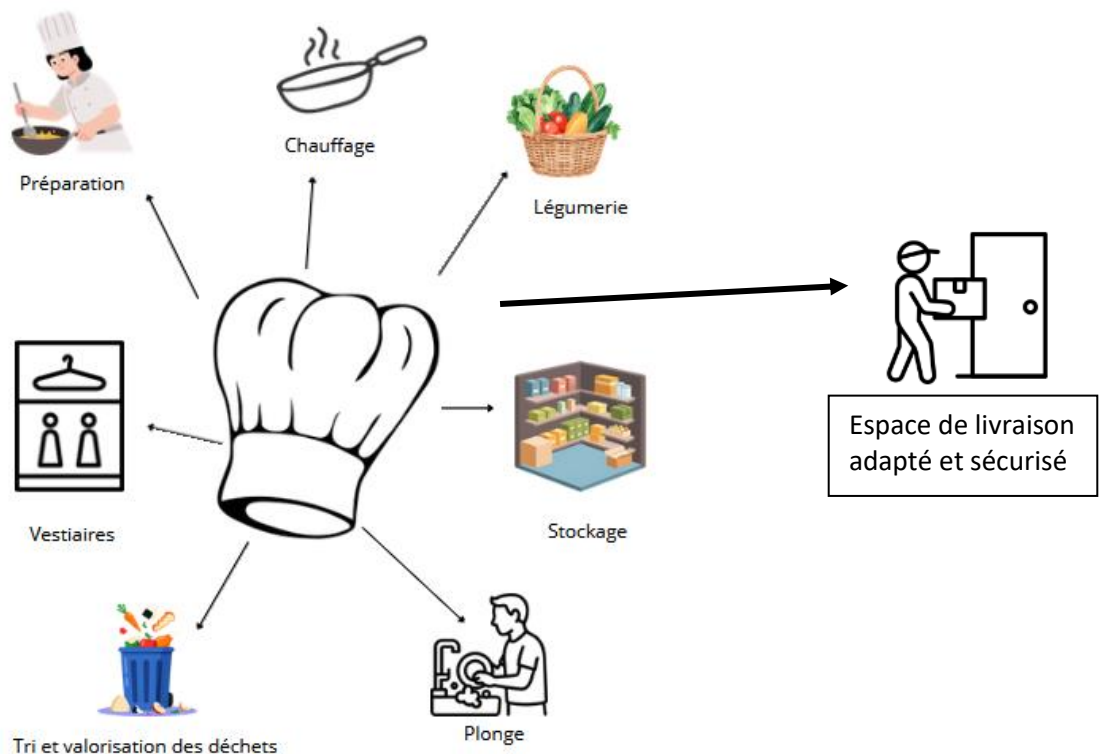 Chauffage
Préparation
Légumerie
Espace de livraison
adapté et sécurisé
Vestiaires
Stockage
Plonge
Tri et valorisation des déchets